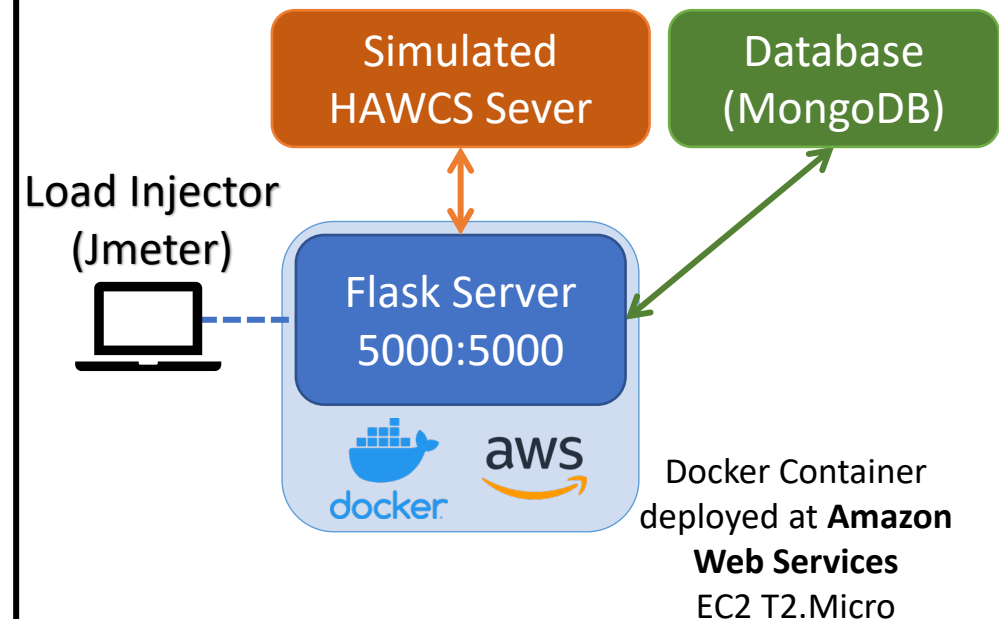 Simulated
HAWCS Sever
Database
(MongoDB)
Load Injector
(Jmeter)
Flask Server
5000:5000
docker
aws
Docker Container
deployed at Amazon
Web Services
EC2 T2.Micro